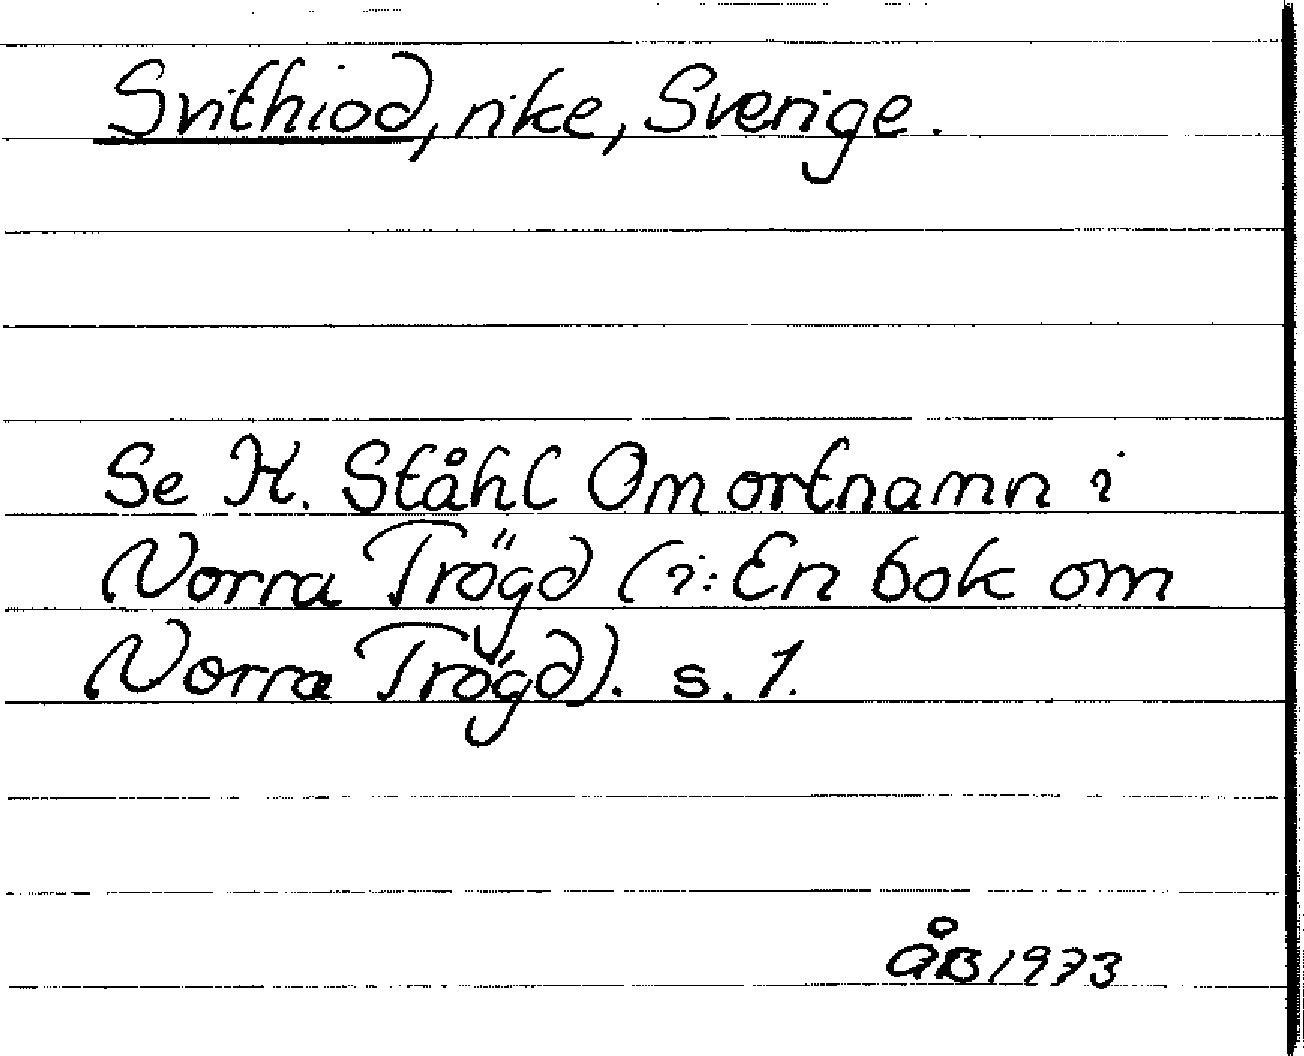 Svithiod, rike, Sverige.
Se H. Ståhl Om ortnamn i
Norra Trögd (i: En bok om
Norra Trögd). s. 1.
ÅB 1973